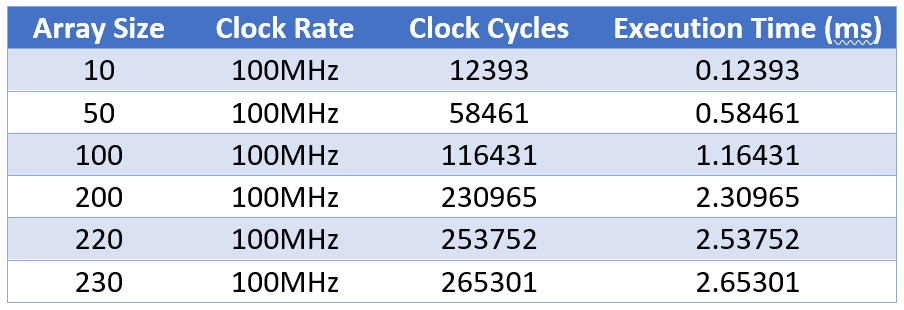 Array Size Clock Rate Clock Cycles Execution Time (ms)
10 100MHz 12393 0.12393
50 100MHz 58461 0.58461
100 100MHz 116431 1.16431
200 100MHz 230965 2.30965
220 100MHz 253752 2.53752
230 100MHz 265301 2.65301